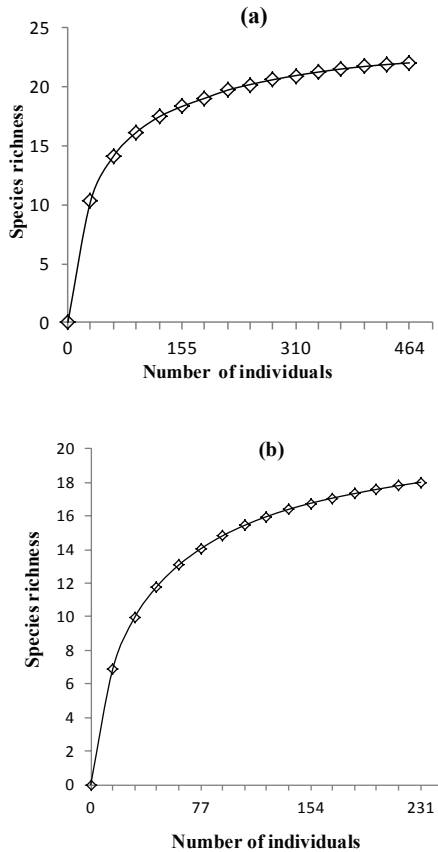 (a)
Species richness
25
20
15
10
5
0
0 155 310 464
Number of individuals
(b)
Species richness
20
18
16
14
12
10
8
6
4
2
0
0 77 154 231
Number of individuals